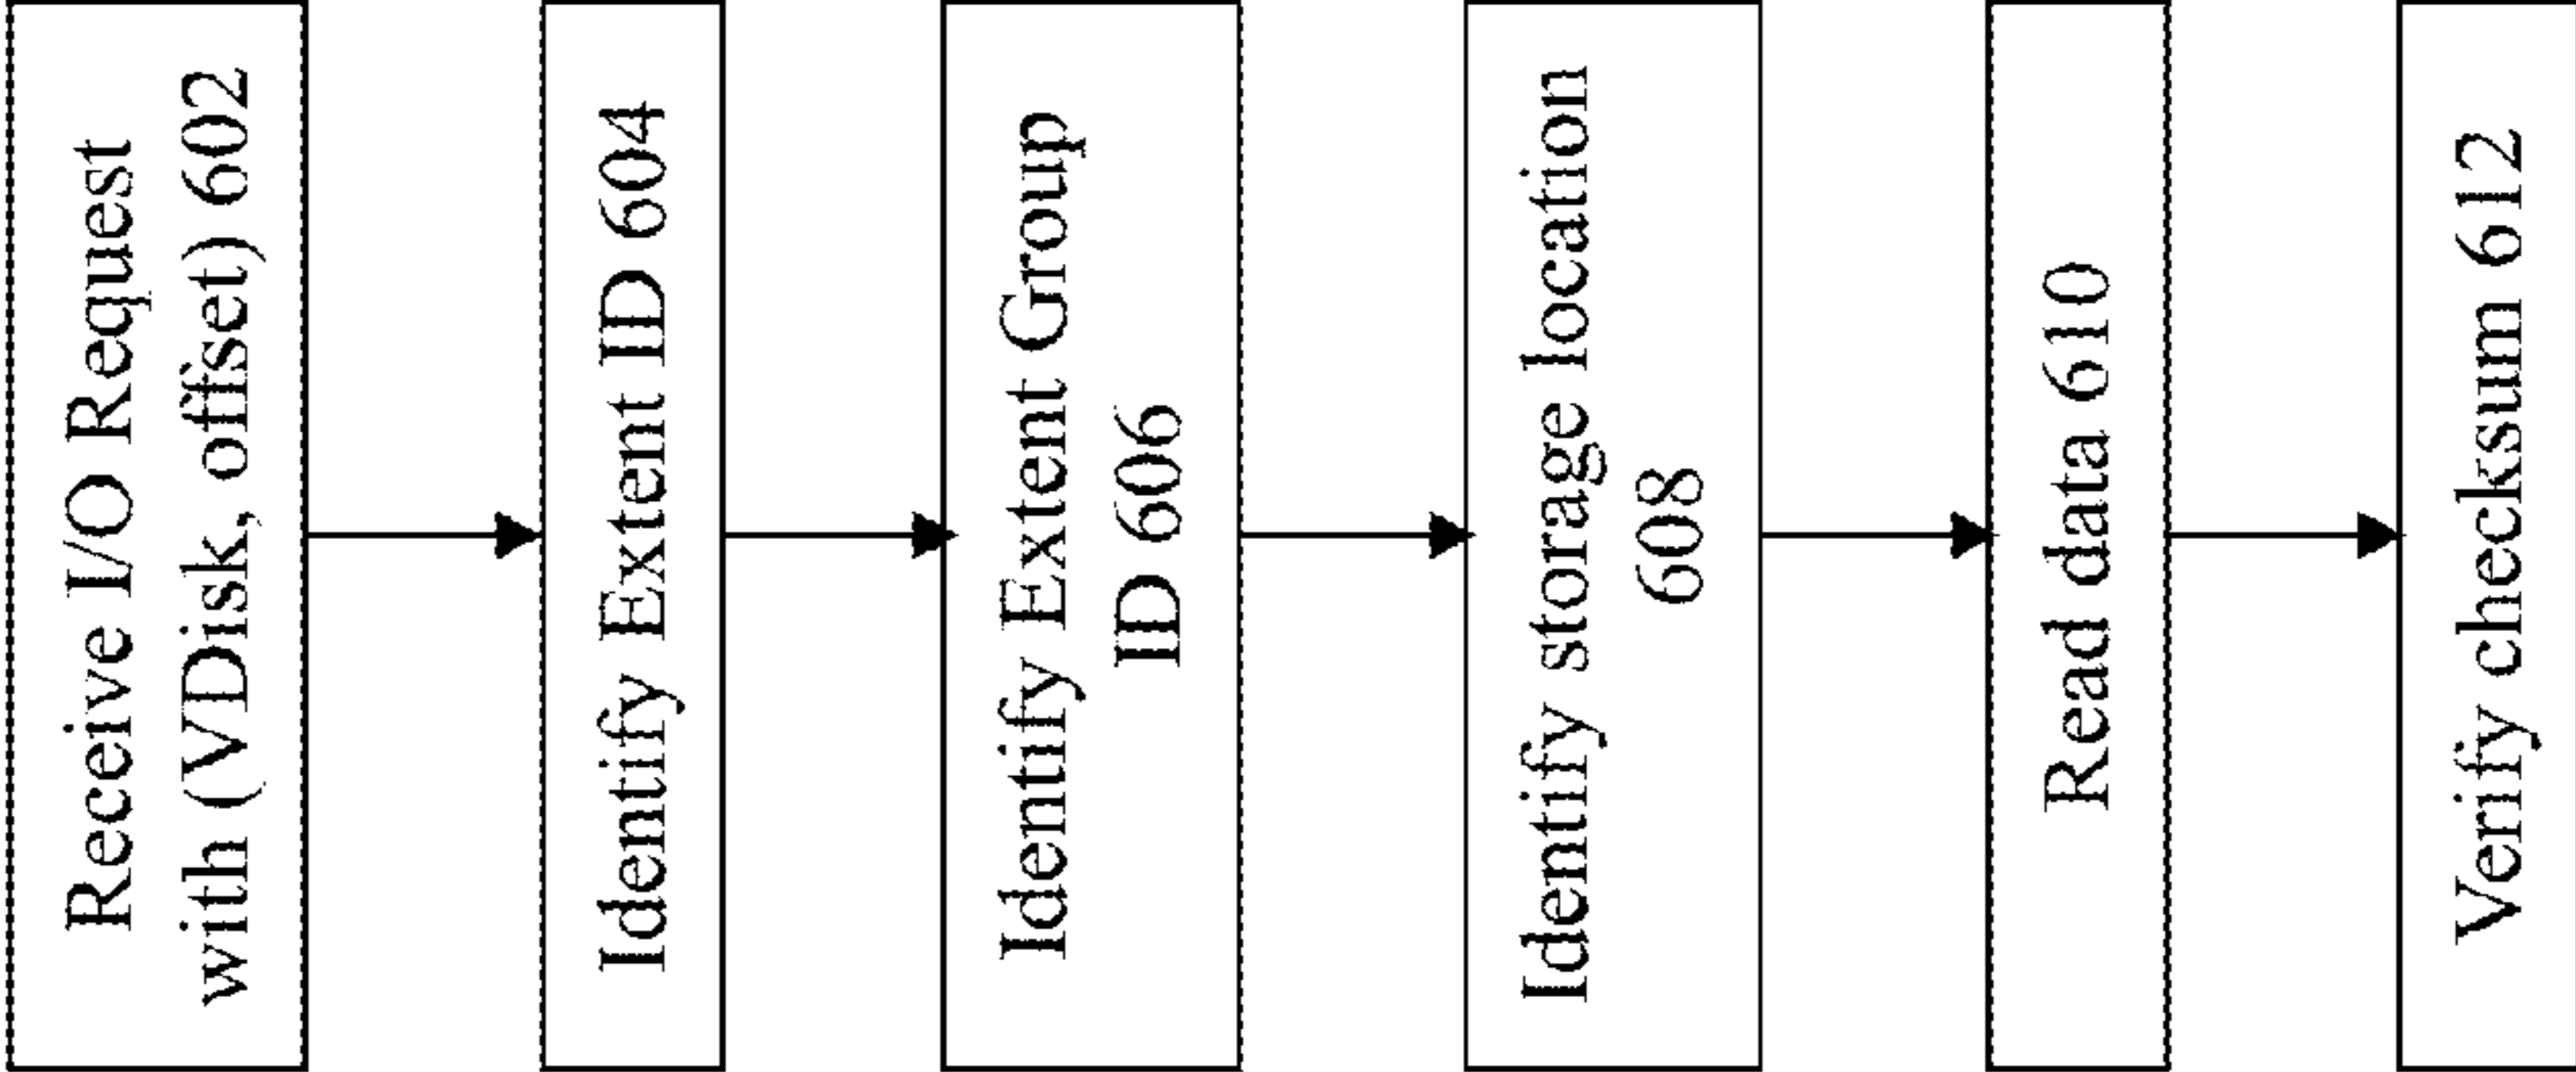 Receive I/O Request
with (VDisk, offset) 602
Identify Extent ID 604
Identify Extent Group
ID 606
Identify storage location
608
Read data 610
Verify checksum 612